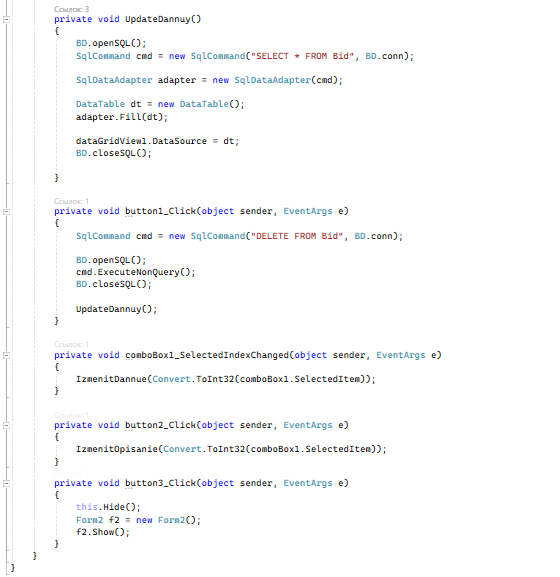 Ссылок: 3
private void UpdateDannuy()
{
BD.openSQL();
SqlCommand cmd = new SqlCommand("SELECT * FROM Bid", BD.conn);
SqlDataAdapter adapter = new SqlDataAdapter(cmd);
DataTable dt = new DataTable();
adapter.Fill(dt);
dataGridView1.DataSource = dt;
BD.closeSQL();
}
Ссылок: 1
private void button1_Click(object sender, EventArgs e)
{
SqlCommand cmd = new SqlCommand("DELETE FROM Bid", BD.conn);
BD.openSQL();
cmd.ExecuteNonQuery();
BD.closeSQL();
UpdateDannuy();
}
Ссылок: 1
private void comboBox1_SelectedIndexChanged(object sender, EventArgs e)
{
IzmenitDannue(Convert.ToInt32(comboBox1.SelectedItem));
}
Ссылок: 1
private void button2_Click(object sender, EventArgs e)
{
IzmenitOpisanie(Convert.ToInt32(comboBox1.SelectedItem));
}
private void button3_Click(object sender, EventArgs e)
{
this.Hide();
Form2 f2 = new Form2();
f2.Show();
}
}
}